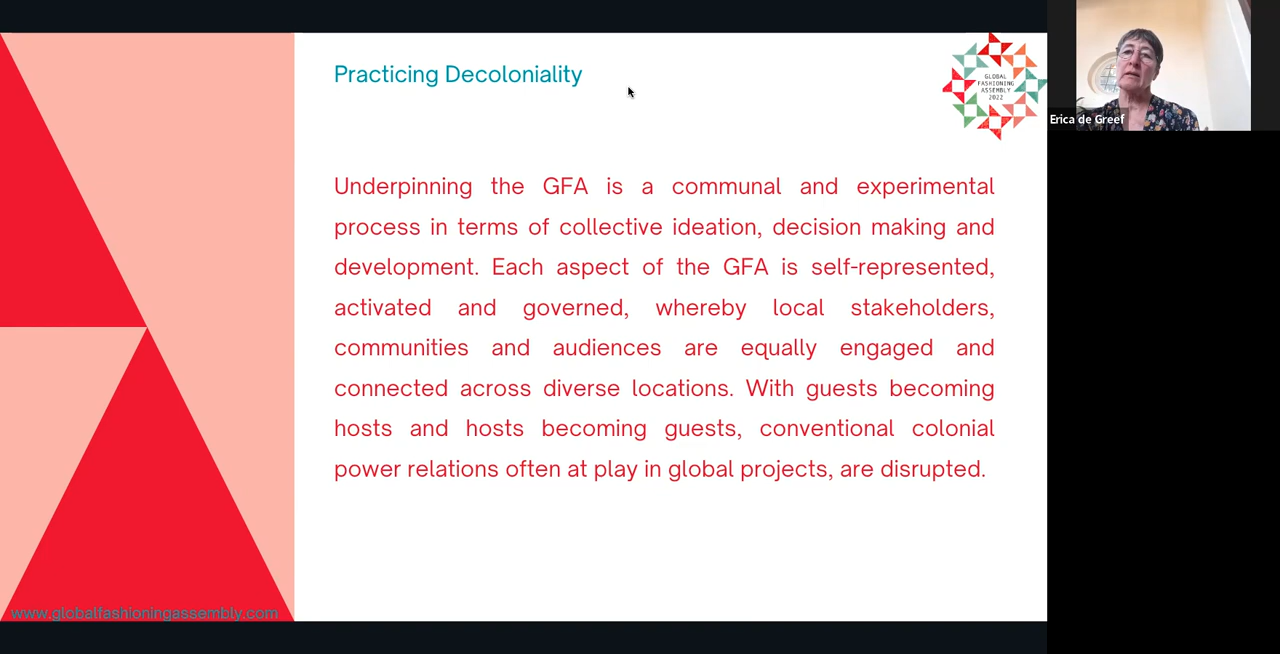 Practicing Decoloniality
GLOBAL
FASHIONING
ASSEMBLY
2022
Erica de Greef
Underpinning the GFA is a communal and experimental
process in terms of collective ideation, decision making and
development. Each aspect of the GFA is self-represented,
activated and governed, whereby local stakeholders,
communities and audiences are equally engaged and
connected across diverse locations. With guests becoming
hosts and hosts becoming guests, conventional colonial
power relations often at play in global projects, are disrupted.
www.globalfashioningassembly.com